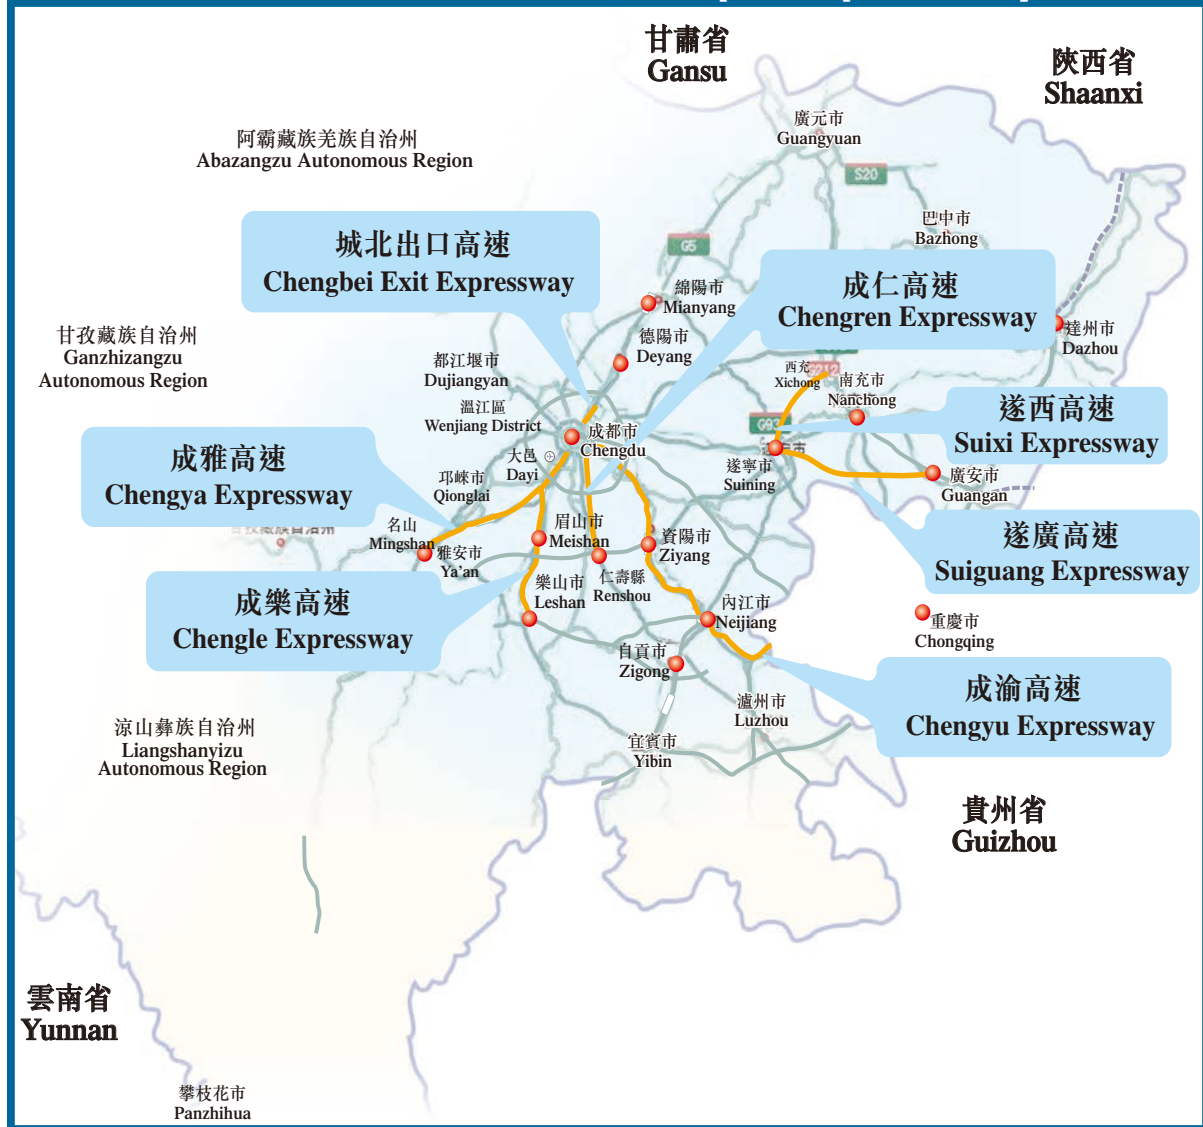 甘肅省
Gansu
陝西省
Shaanxi
廣元市
Guangyuan
阿霸藏族羌族自治州
Abazangzu Autonomous Region
S20
巴中市
Bazhong
G5
城北出口高速
Chengbei Exit Expressway
成仁高速
Chengren Expressway
綿陽市
Mianyang
甘孜藏族自治州
Ganzhizangzu
Autonomous Region
德陽市
Deyang
達州市
Dazhou
都江堰市
Dujiangyan
西充
Xichong
G212
南充市
Nanchong
溫江區
Wenjiang District
成都市
Chengdu
遂西高速
Suixi Expressway
成雅高速
Chengya Expressway
大邑
Dayi
邛崍市
Qionglai
遂寧市
Suining
廣安市
Guangan
名山
Mingshan
雅安市
Ya'an
眉山市
Meishan
資陽市
Ziyang
遂廣高速
Suiguang Expressway
成樂高速
Chengle Expressway
樂山市
Leshan
仁壽縣
Renshou
內江市
Neijiang
重慶市
Chongqing
自貢市
Zigong
成渝高速
Chengyu Expressway
瀘州市
Luzhou
涼山彝族自治州
Liangshanyizu
Autonomous Region
宜賓市
Yibin
貴州省
Guizhou
雲南省
Yunnan
攀枝花市
Panzhihua